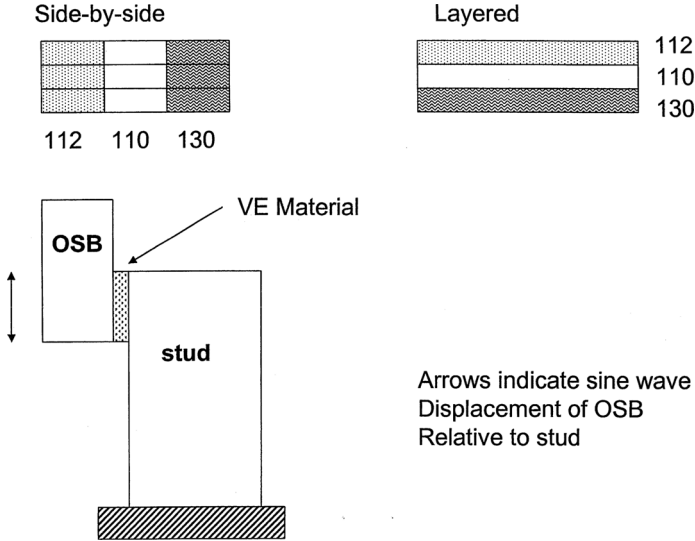 Side-by-side
112 110 130
Layered
112
110
130
VE Material
OSB
stud
Arrows indicate sine wave
Displacement of OSB
Relative to stud